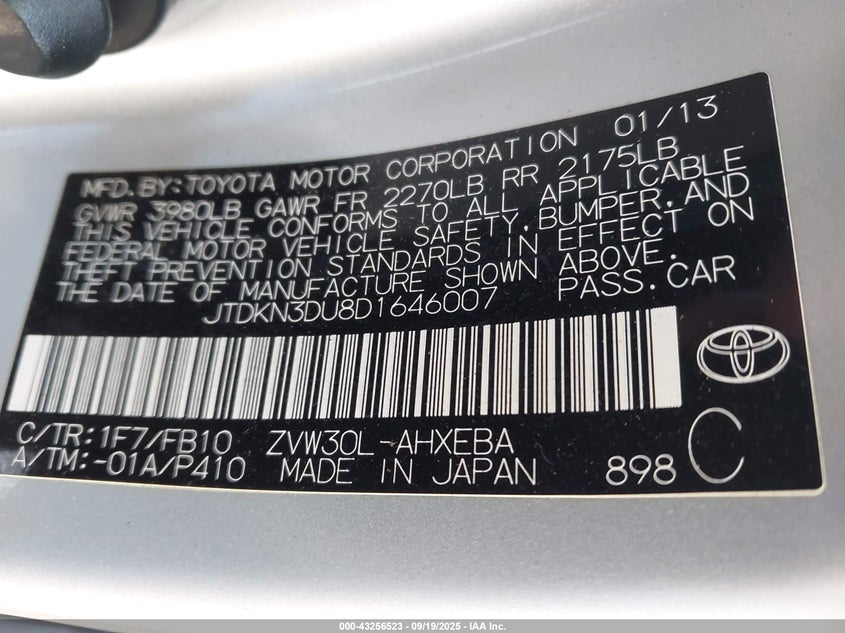 MFD.BY:TOYOTA MOTOR CORPORATION 01/13
GVWR 3980LB GAWR FR 2270LB RR 2175LB
THIS VEHICLE CONFORMS TO ALL APPLICABLE
FEDERAL MOTOR VEHICLE SAFETY,BUMPER,AND
THEFT PREVENTION STANDARDS IN EFFECT ON
THE DATE OF MANUFACTURE SHOWN ABOVE.
JTDKN3DU8D1646007 PASS.CAR
C/TR:1F7/FB10 ZVW30L-AHXEBA
A/TM:-01A/P410 MADE IN JAPAN 898 C
000-43256523 - 09/19/2025 - IAA Inc.